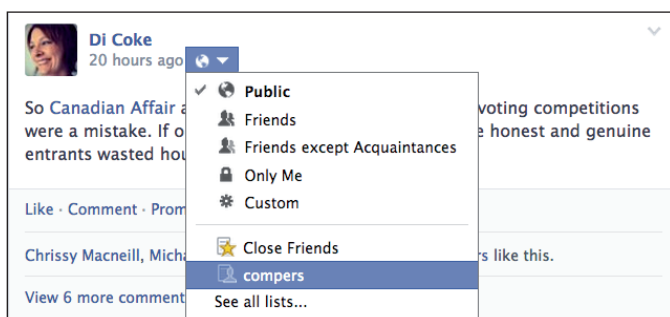 Di Coke
20 hours ago
Public
So Canadian Affair a voting competitions
Friends
were a mistake. If o e honest and genuine
Friends except Acquaintances
entrants wasted hou
Only Me
Custom
Like · Comment · Prom
Close Friends
Chrissy Macneill, Micha rs like this.
compers
View 6 more comment
See all lists...